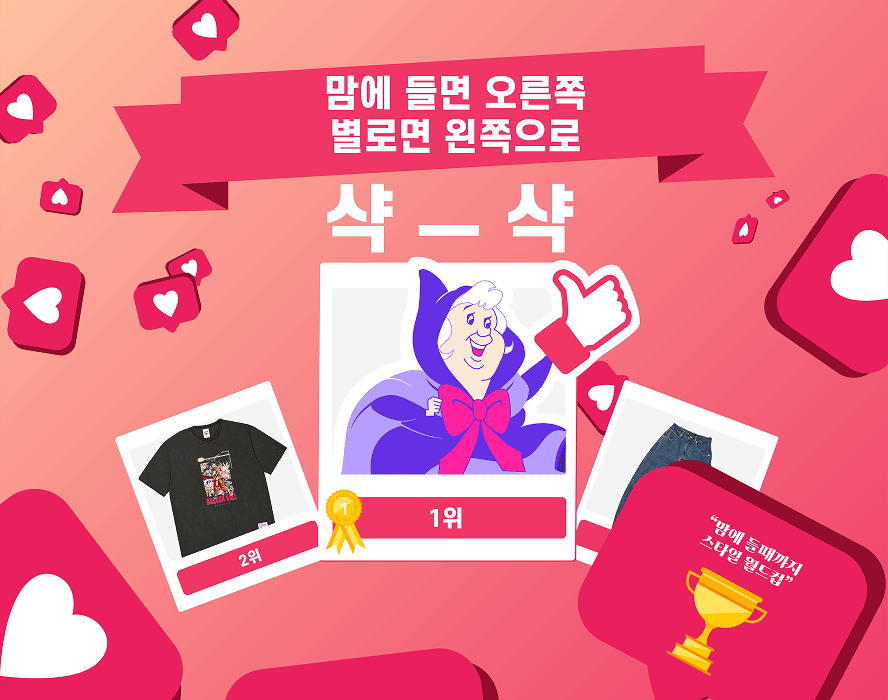 맘에 들면 오른쪽
별로면 왼쪽으로
샥 – 샥
1
1위
2위
“맘에 들때까지
스타일 월드컵”